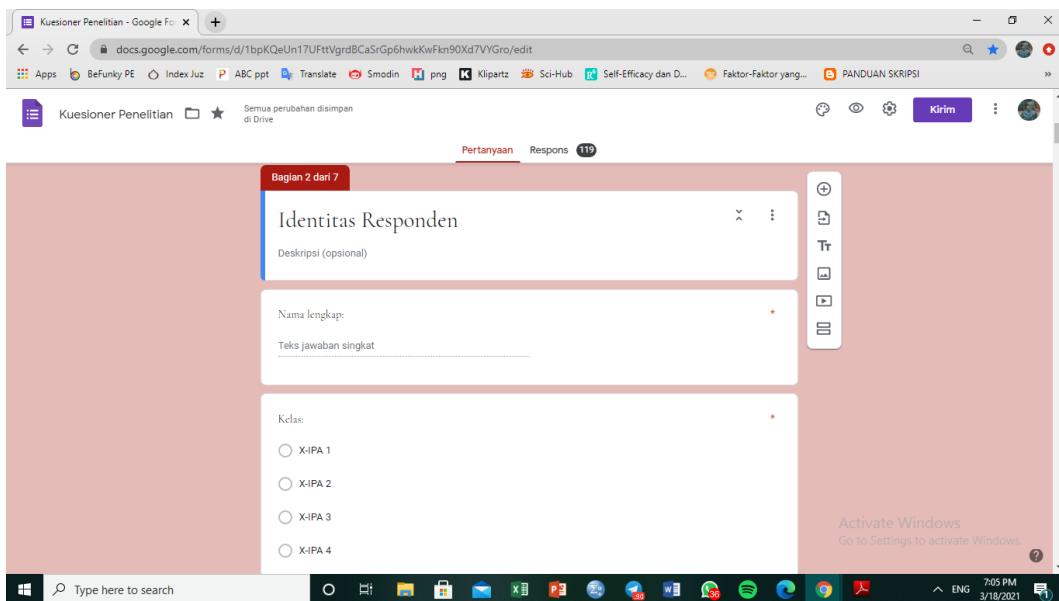 Kuesioner Penelitian - Google Fo
docs.google.com/forms/d/1bpKQeUn17UFttVgrdBCaSrGp6hwkKwFkn90Xd7VYGro/edit
Apps BeFunky PE Index Juz ABC ppt Translate Smodin png Klipartz Sci-Hub Self-Efficacy dan D... Faktor-Faktor yang... PANDUAN SKRIPSI »
Kuesioner Penelitian
Semua perubahan disimpan
di Drive
Kirim
Pertanyaan Respons 119
Bagian 2 dari 7
Identitas Responden
Deskripsi (opsional)
Nama lengkap: *
Teks jawaban singkat
Kelas: *
X-IPA 1
X-IPA 2
X-IPA 3
X-IPA 4
Activate Windows
Go to Settings to activate Windows.
Type here to search
ENG
7:05 PM
3/18/2021